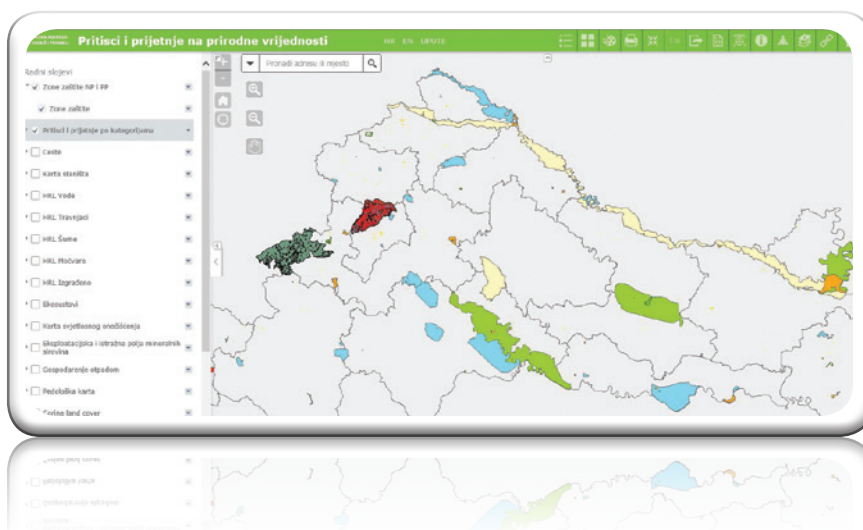 Pritisci i prijetnje na prirodne vrijednosti
HR EN UPUTE
Pronađi adresu ili mjesto
Radni slojevi
Zone zaštite NP i PP
Zone zaštite
Pritisci i prijetnje po kategorijama
Ceste
Karta staništa
HRL Voda
HRL Travnjaci
HRL Šume
HRL Močvare
HRL Izgrađeno
Ekosustavi
Karta svjetlosnog onečišćenja
Eksploatacijska i istražna polja mineralnih
sirovina
Gospodarenje otpadom
Pedološka karta
Corine land cover